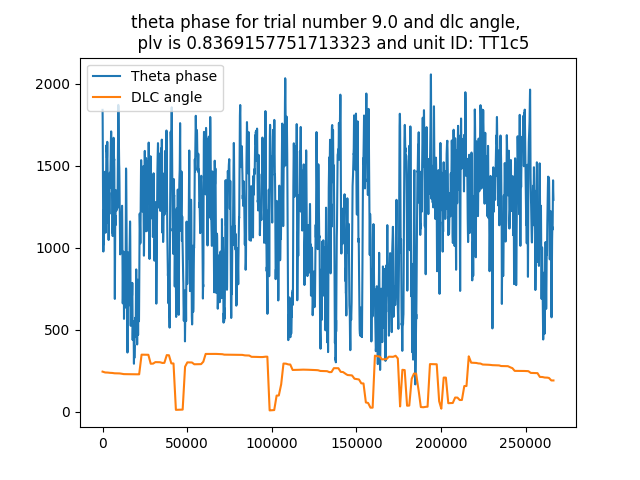 theta phase for trial number 9.0 and dlc angle,
plv is 0.8369157751713323 and unit ID: TT1c5
Theta phase
DLC angle
2000
1500
1000
500
0
0 50000 100000 150000 200000 250000